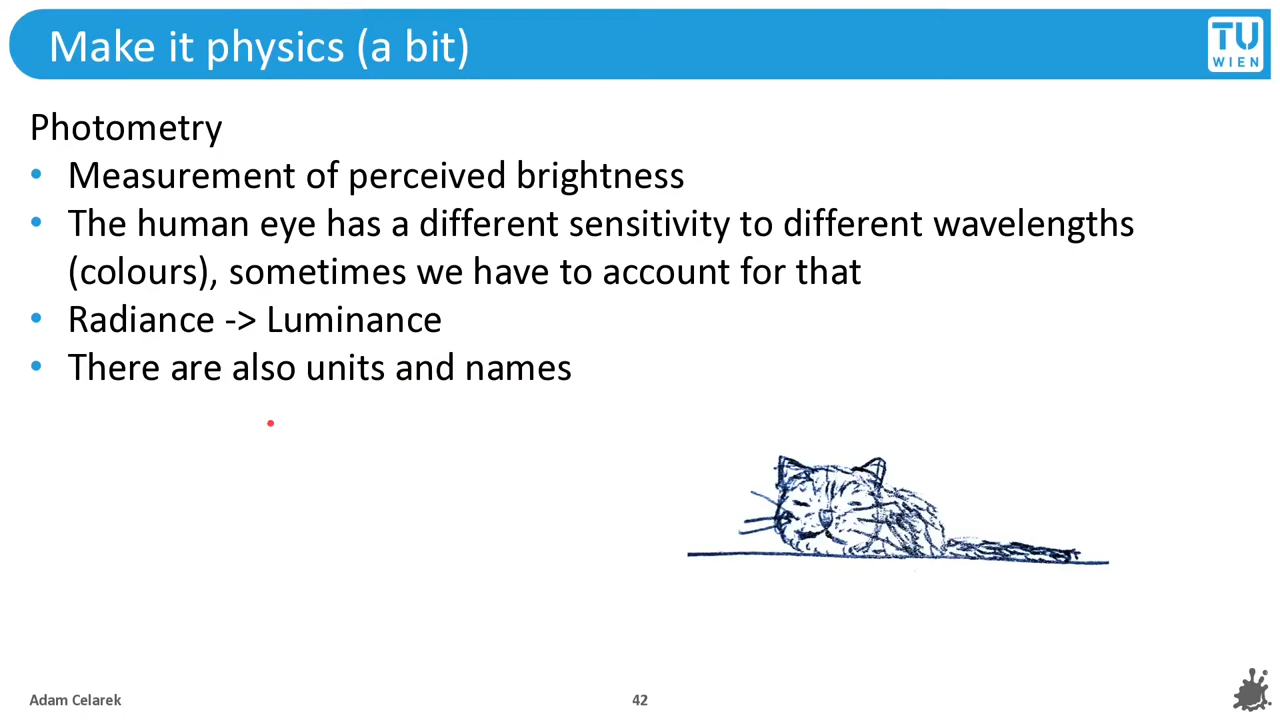 Make it physics (a bit)
TU
WIEN
Photometry
• Measurement of perceived brightness
• The human eye has a different sensitivity to different wavelengths
(colours), sometimes we have to account for that
• Radiance -> Luminance
• There are also units and names
Adam Celarek
42